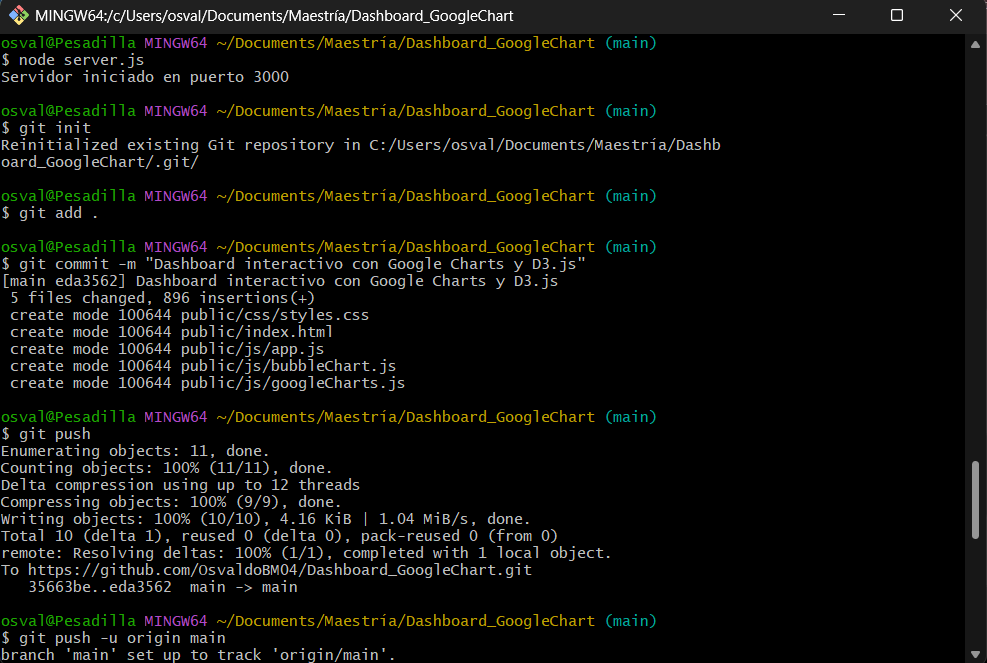 MINGW64:/c/Users/osval/Documents/Maestría/Dashboard_GoogleChart
osval@Pesadilla MINGW64 ~/Documents/Maestría/Dashboard_GoogleChart (main)
$ node server.js
Servidor iniciado en puerto 3000
osval@Pesadilla MINGW64 ~/Documents/Maestría/Dashboard_GoogleChart (main)
$ git init
Reinitialized existing Git repository in C:/Users/osval/Documents/Maestría/Dashb
oard_GoogleChart/.git/
osval@Pesadilla MINGW64 ~/Documents/Maestría/Dashboard_GoogleChart (main)
$ git add .
osval@Pesadilla MINGW64 ~/Documents/Maestría/Dashboard_GoogleChart (main)
$ git commit -m "Dashboard interactivo con Google Charts y D3.js"
[main eda3562] Dashboard interactivo con Google Charts y D3.js
 5 files changed, 896 insertions(+)
 create mode 100644 public/css/styles.css
 create mode 100644 public/index.html
 create mode 100644 public/js/app.js
 create mode 100644 public/js/bubbleChart.js
 create mode 100644 public/js/googleCharts.js
osval@Pesadilla MINGW64 ~/Documents/Maestría/Dashboard_GoogleChart (main)
$ git push
Enumerating objects: 11, done.
Counting objects: 100% (11/11), done.
Delta compression using up to 12 threads
Compressing objects: 100% (9/9), done.
Writing objects: 100% (10/10), 4.16 KiB | 1.04 MiB/s, done.
Total 10 (delta 1), reused 0 (delta 0), pack-reused 0 (from 0)
remote: Resolving deltas: 100% (1/1), completed with 1 local object.
To https://github.com/OsvaldoBM04/Dashboard_GoogleChart.git
   35663be..eda3562  main -> main
osval@Pesadilla MINGW64 ~/Documents/Maestría/Dashboard_GoogleChart (main)
$ git push -u origin main
branch 'main' set up to track 'origin/main'.